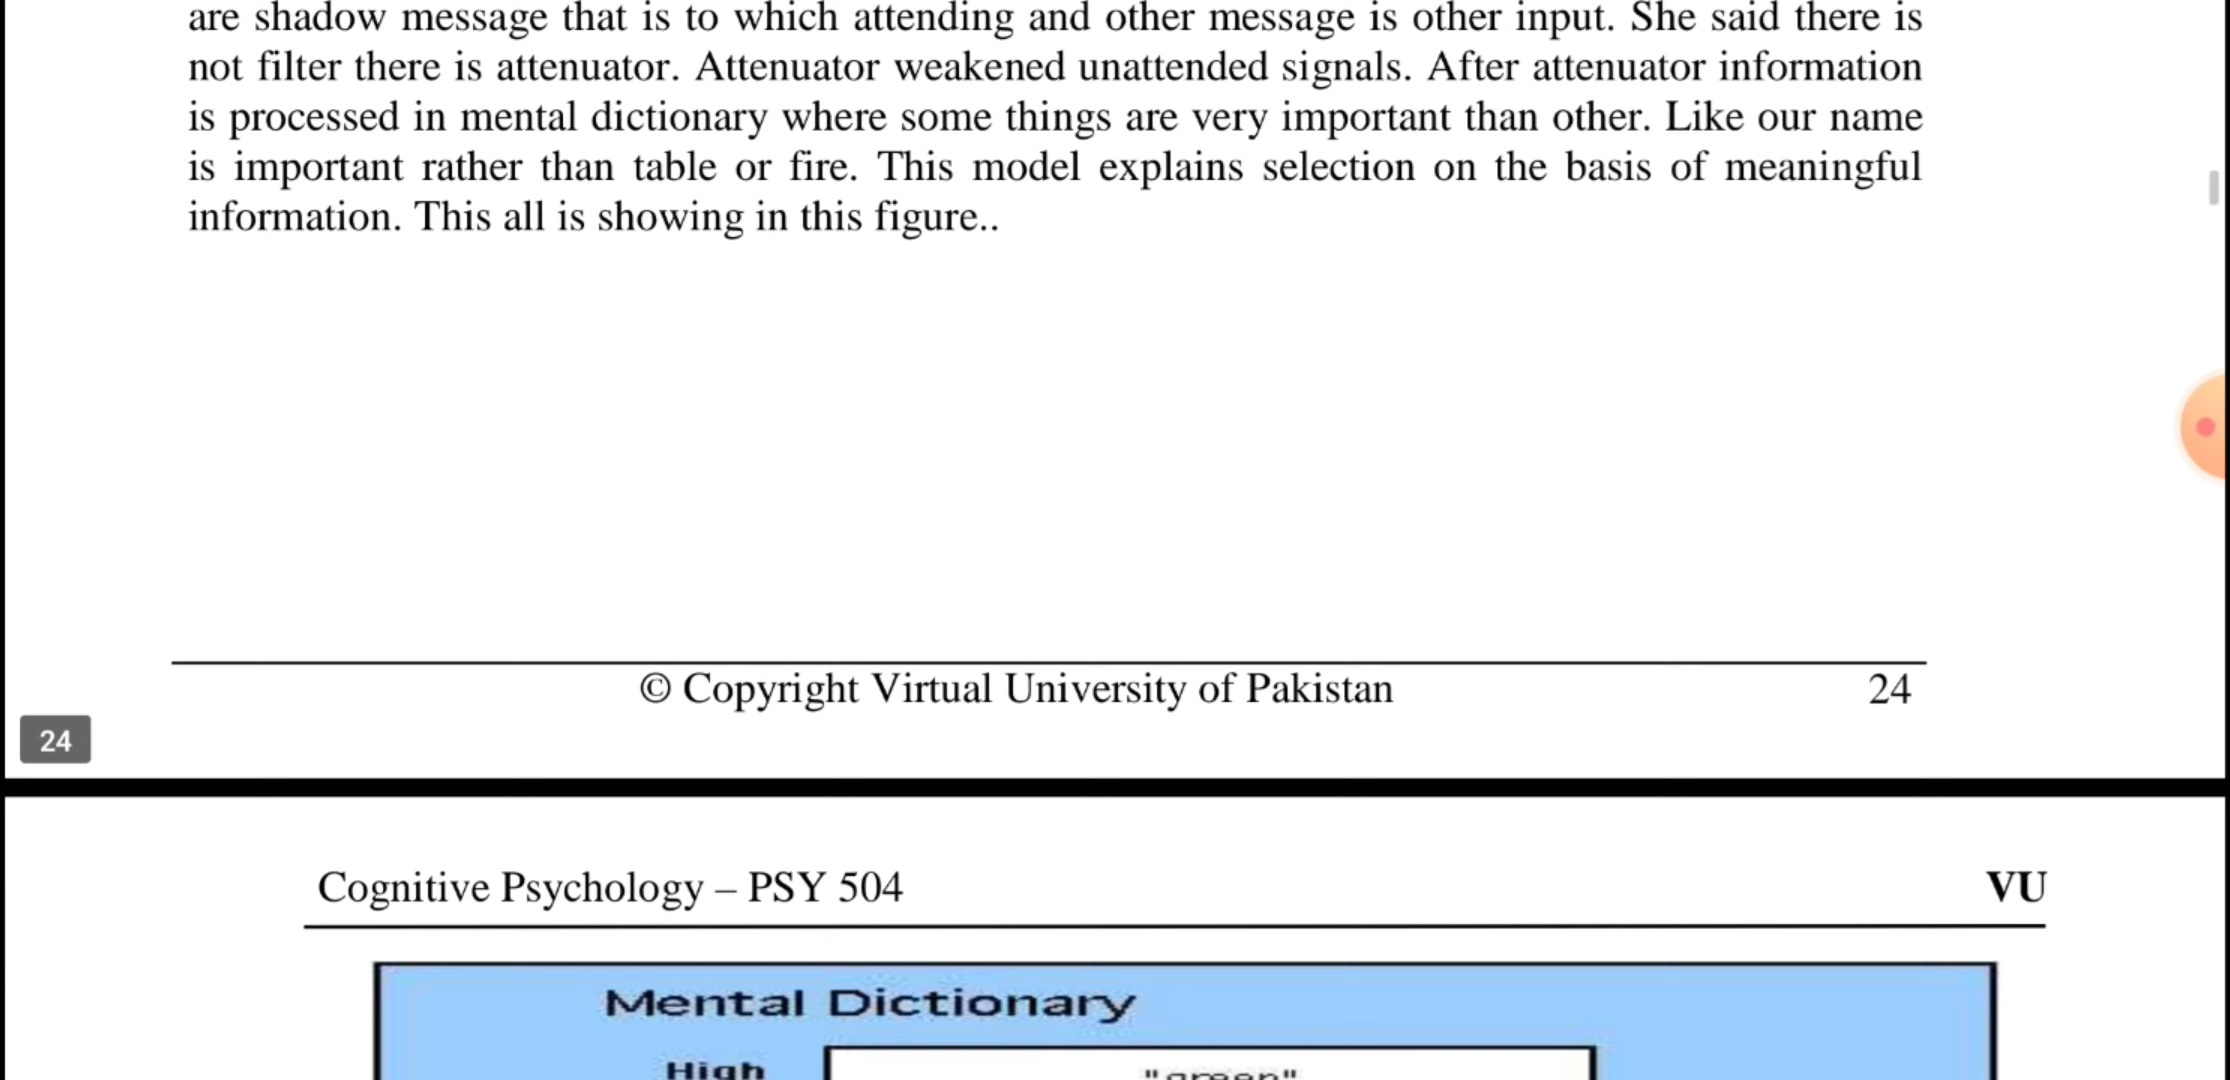 are shadow message that is to which attending and other message is other input. She said there is
not filter there is attenuator. Attenuator weakened unattended signals. After attenuator information
is processed in mental dictionary where some things are very important than other. Like our name
is important rather than table or fire. This model explains selection on the basis of meaningful
information. This all is showing in this figure..
© Copyright Virtual University of Pakistan 24
24
Cognitive Psychology – PSY 504 VU
Mental Dictionary
High "green"